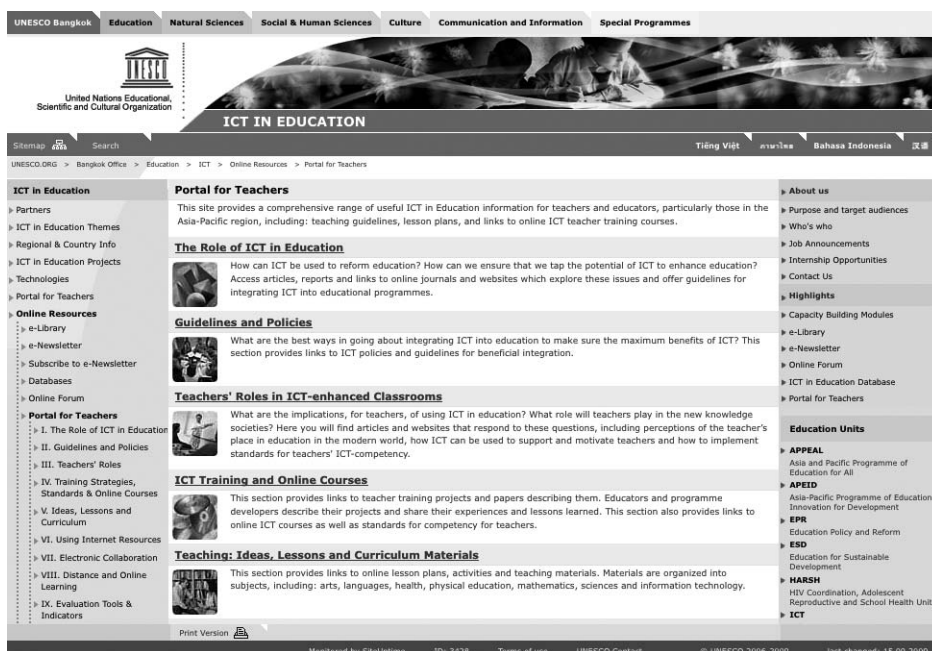 UNESCO Bangkok Education Natural Sciences Social & Human Sciences Culture Communication and Information Special Programmes
UNESCO
United Nations Educational,
Scientific and Cultural Organization
ICT IN EDUCATION
Sitemap Search Tiếng Việt ภาษาไทย Bahasa Indonesia 汉语
UNESCO.ORG > Bangkok Office > Education > ICT > Online Resources > Portal for Teachers
ICT in Education
Partners
ICT in Education Themes
Regional & Country Info
ICT in Education Projects
Technologies
Portal for Teachers
Online Resources
e-Library
e-Newsletter
Subscribe to e-Newsletter
Databases
Online Forum
Portal for Teachers
I. The Role of ICT in Education
II. Guidelines and Policies
III. Teachers' Roles
IV. Training Strategies,
Standards & Online Courses
V. Ideas, Lessons and
Curriculum
VI. Using Internet Resources
VII. Electronic Collaboration
VIII. Distance and Online
Learning
IX. Evaluation Tools &
Indicators
Portal for Teachers
This site provides a comprehensive range of useful ICT in Education information for teachers and educators, particularly those in the
Asia-Pacific region, including: teaching guidelines, lesson plans, and links to online ICT teacher training courses.
The Role of ICT in Education
How can ICT be used to reform education? How can we ensure that we tap the potential of ICT to enhance education?
Access articles, reports and links to online journals and websites which explore these issues and offer guidelines for
integrating ICT into educational programmes.
Guidelines and Policies
What are the best ways in going about integrating ICT into education to make sure the maximum benefits of ICT? This
section provides links to ICT policies and guidelines for beneficial integration.
Teachers' Roles in ICT-enhanced Classrooms
What are the implications, for teachers, of using ICT in education? What role will teachers play in the new knowledge
societies? Here you will find articles and websites that respond to these questions, including perceptions of the teacher's
place in education in the modern world, how ICT can be used to support and motivate teachers and how to implement
standards for teachers' ICT-competency.
ICT Training and Online Courses
This section provides links to teacher training projects and papers describing them. Educators and programme
developers describe their projects and share their experiences and lessons learned. This section also provides links to
online ICT courses as well as standards for competency for teachers.
Teaching: Ideas, Lessons and Curriculum Materials
This section provides links to online lesson plans, activities and teaching materials. Materials are organized into
subjects, including: arts, languages, health, physical education, mathematics, sciences and information technology.
Print Version
About us
Purpose and target audiences
Who's who
Job Announcements
Internship Opportunities
Contact Us
Highlights
Capacity Building Modules
e-Library
e-Newsletter
Online Forum
ICT in Education Database
Portal for Teachers
Education Units
APPEAL
Asia and Pacific Programme of
Education for All
APEID
Asia-Pacific Programme of Education
Innovation for Development
EPR
Education Policy and Reform
ESD
Education for Sustainable
Development
HARSH
HIV Coordination, Adolescent
Reproductive and School Health Unit
ICT
Monitored by SiteUptime ID: 3428 Terms of use UNESCO Contact © UNESCO 2006-2009 last changed: 15.09.2009